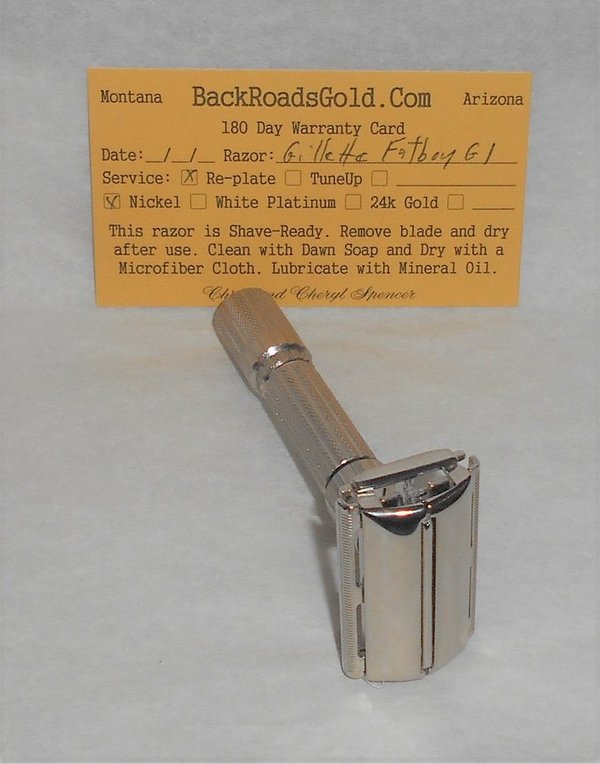 Montana BackRoadsGold.Com Arizona
180 Day Warranty Card
Date: / / Razor: Gillette Fatboy G1
Service: ☒ Re-plate ☐ TuneUp ☐
☑ Nickel ☐ White Platinum ☐ 24k Gold ☐
This razor is Shave-Ready. Remove blade and dry
after use. Clean with Dawn Soap and Dry with a
Microfiber Cloth. Lubricate with Mineral Oil.
Cheryl Spencer